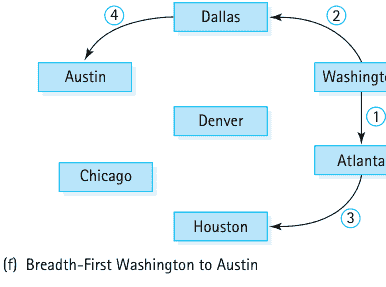 4
Dallas
2
Austin
Washingt
Denver
1
Atlanta
Chicago
Houston
3
(f) Breadth-First Washington to Austin